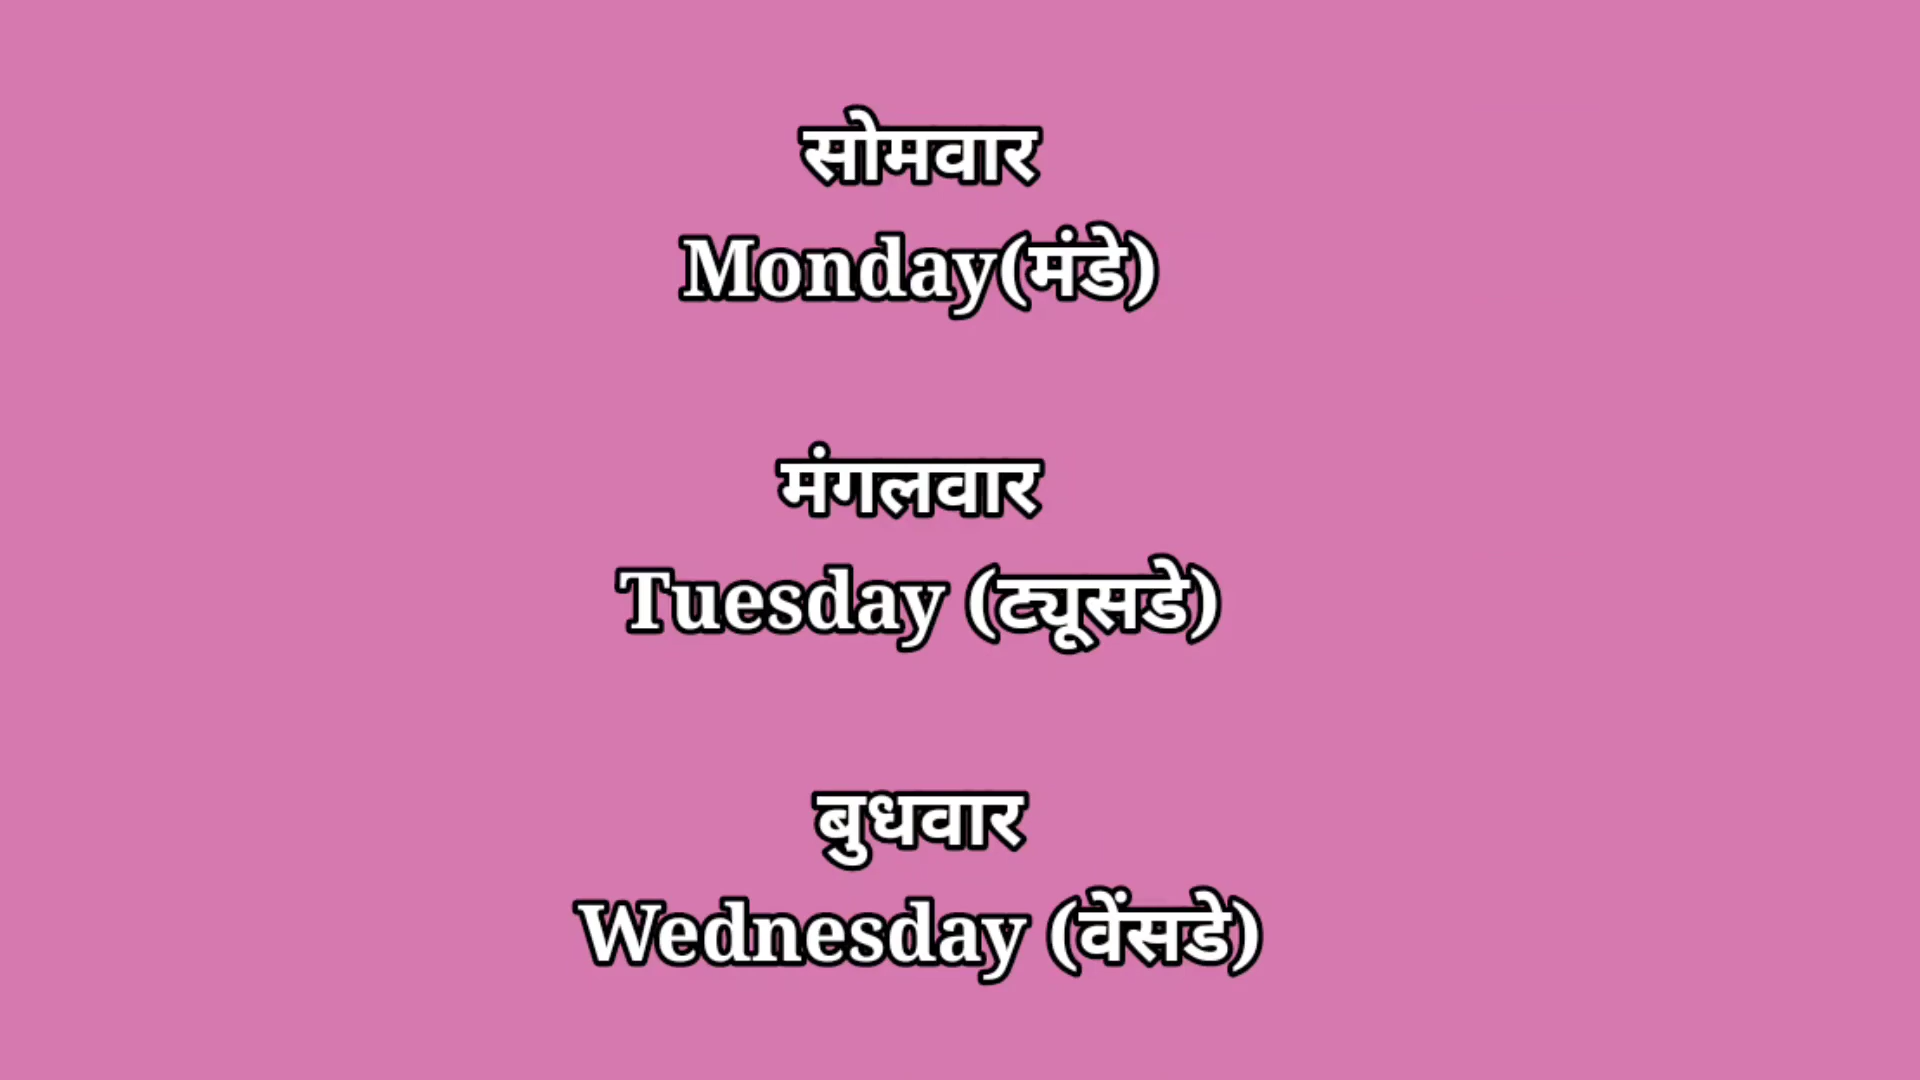 सोमवार
Monday(मंडे)
मंगलवार
Tuesday (ट्यूसडे)
बुधवार
Wednesday (वेंसडे)